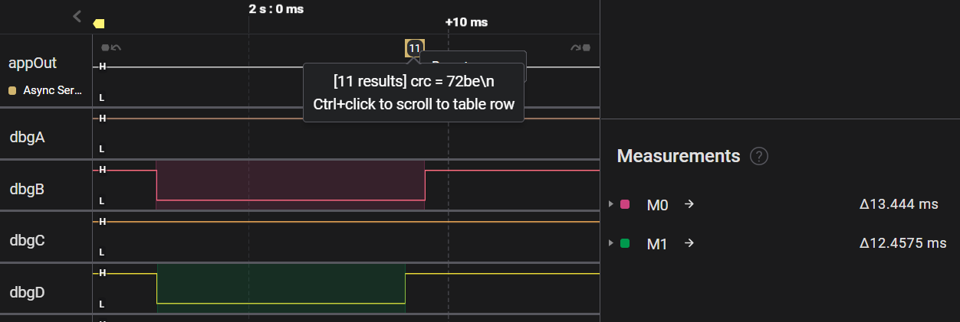 2 s : 0 ms
+10 ms
appOut
H
L
Async Ser...
11
[11 results] crc = 72be\n
Ctrl+click to scroll to table row
dbgA
H
L
dbgB
H
L
dbgC
H
L
dbgD
H
L
H
Measurements ?
M0 → Δ13.444 ms
M1 → Δ12.4575 ms